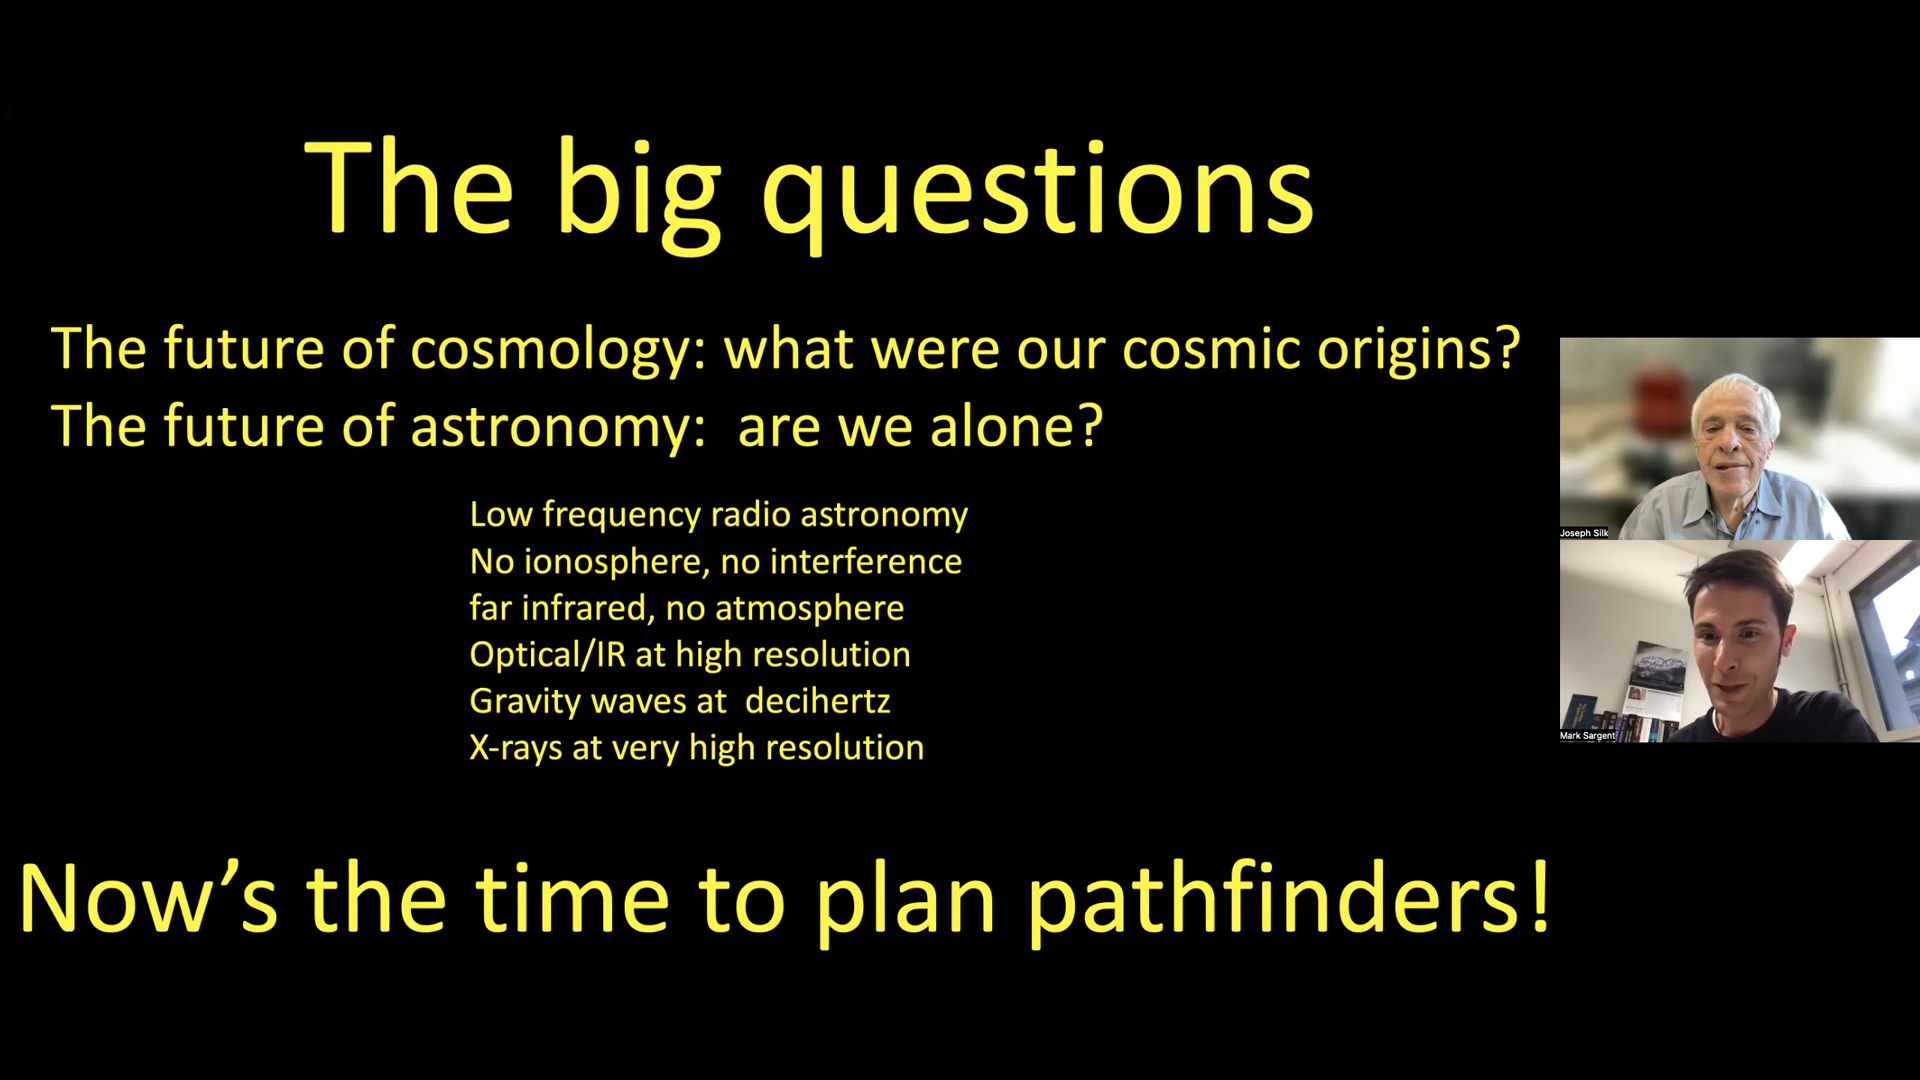 The big questions
The future of cosmology: what were our cosmic origins?
The future of astronomy: are we alone?
Low frequency radio astronomy
No ionosphere, no interference
far infrared, no atmosphere
Optical/IR at high resolution
Gravity waves at decihertz
X-rays at very high resolution
Now's the time to plan pathfinders!
Joseph Silk
Mark Sargent